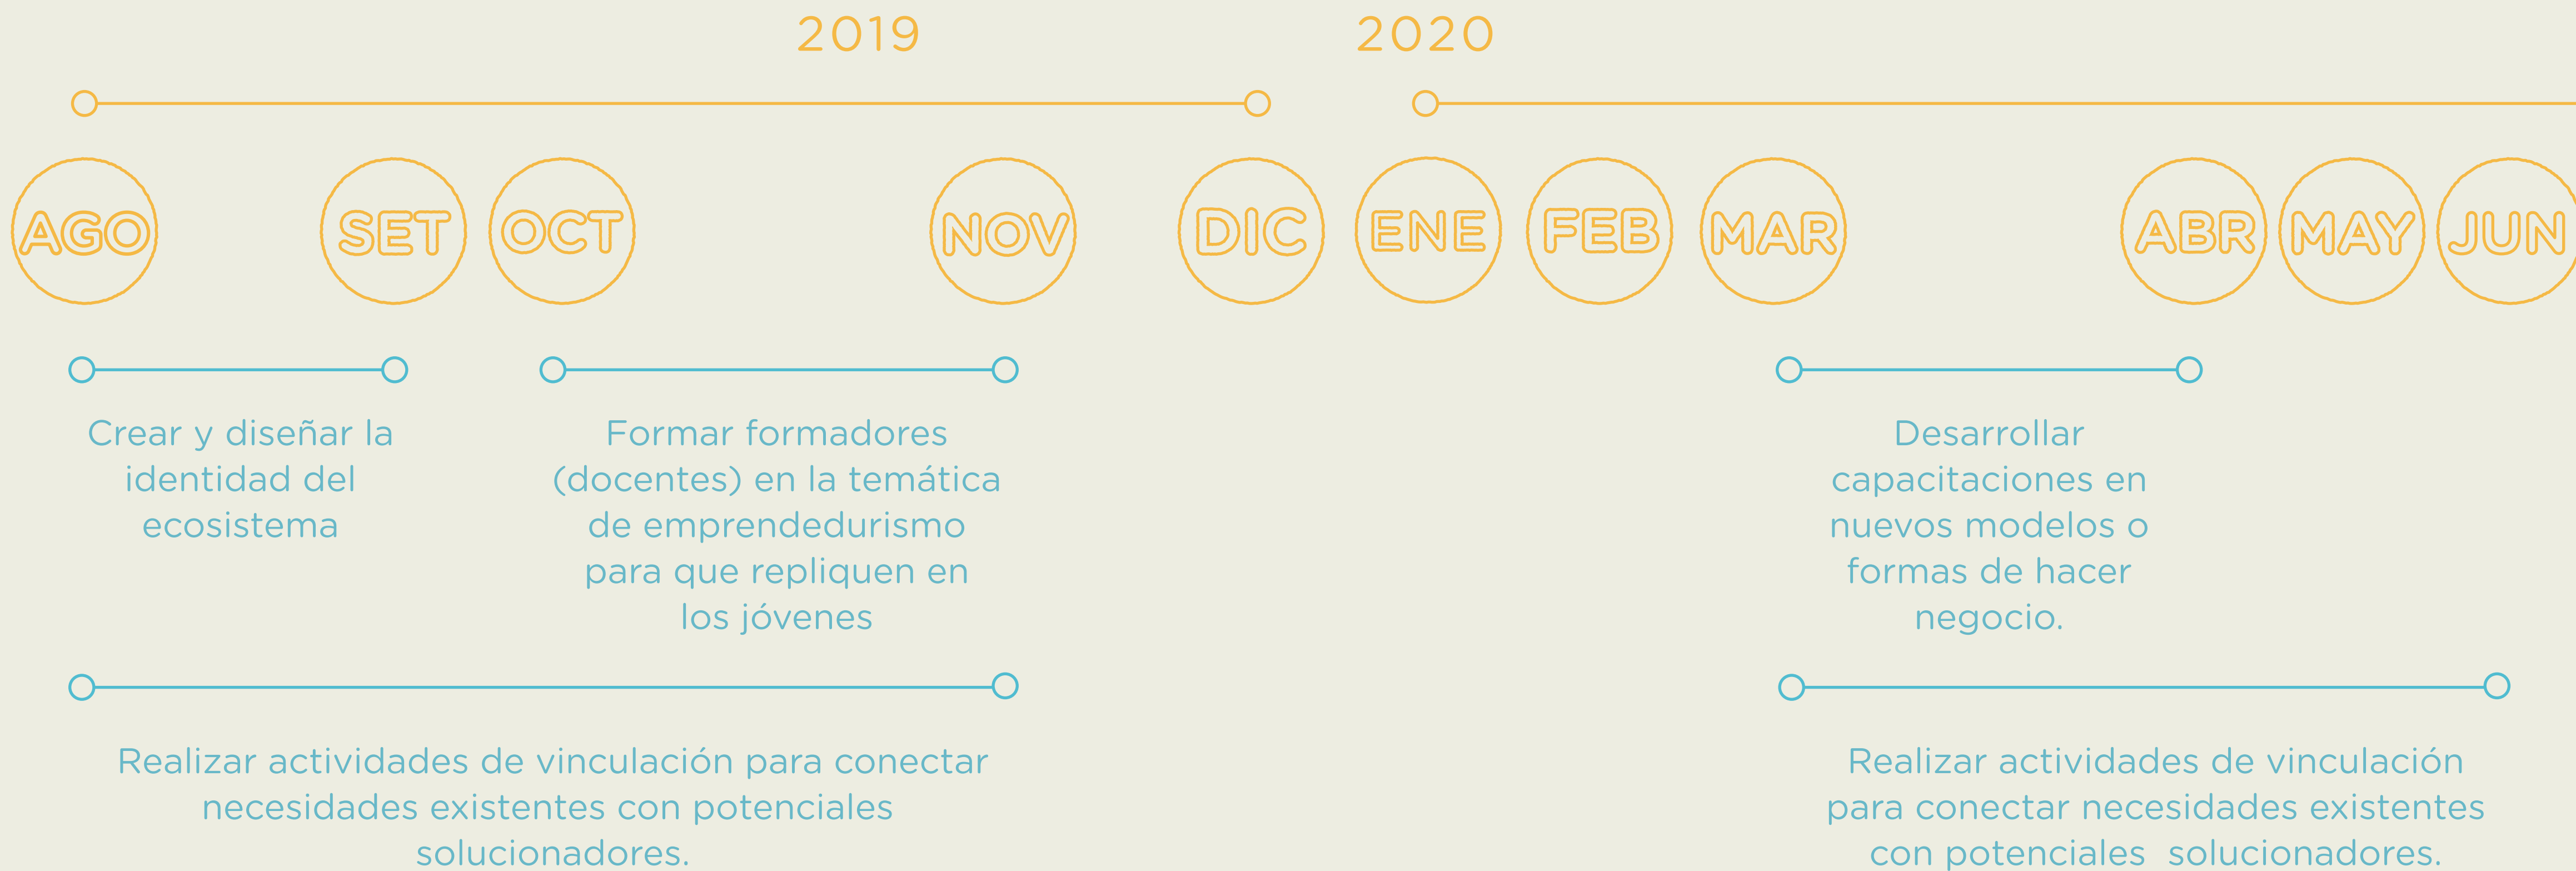 2019
2020
AGO
SET
OCT
NOV
DIC
ENE
FEB
MAR
ABR
MAY
JUN
Crear y diseñar la
identidad del
ecosistema
Formar formadores
(docentes) en la temática
de emprendedurismo
para que repliquen en
los jóvenes
Desarrollar
capacitaciones en
nuevos modelos o
formas de hacer
negocio.
Realizar actividades de vinculación para conectar
necesidades existentes con potenciales
solucionadores.
Realizar actividades de vinculación
para conectar necesidades existentes
con potenciales  solucionadores.